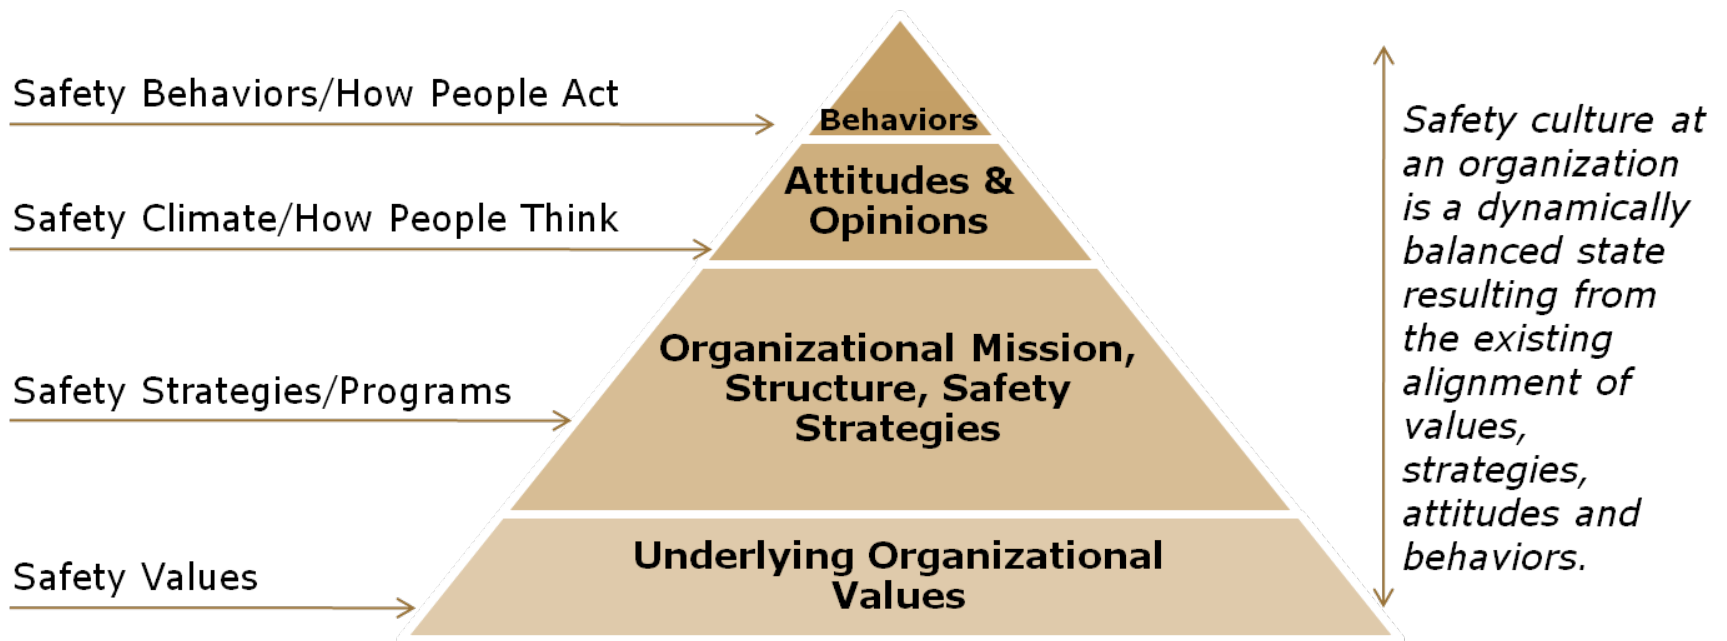 Safety Behaviors/How People Act
Behaviors
Safety Climate/How People Think
Attitudes &
Opinions
Safety Strategies/Programs
Organizational Mission,
Structure, Safety
Strategies
Safety Values
Underlying Organizational
Values
Safety culture at
an organization
is a dynamically
balanced state
resulting from
the existing
alignment of
values,
strategies,
attitudes and
behaviors.